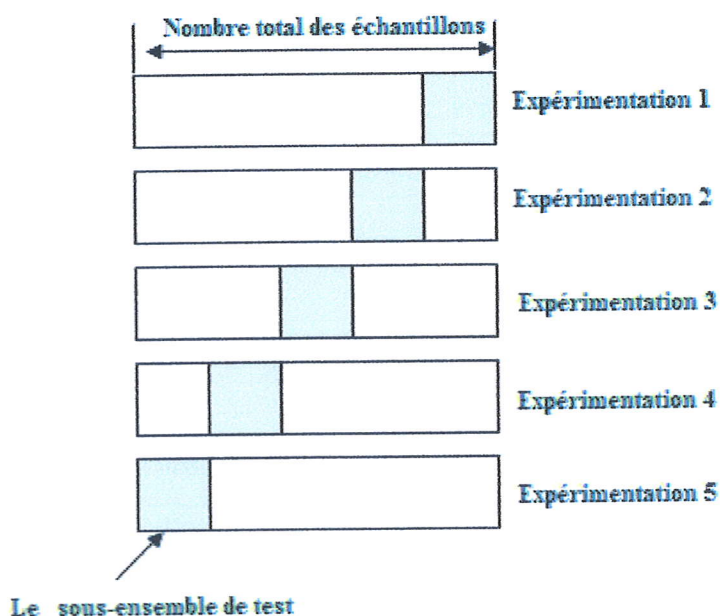 Nombre total des échantillons
Expérimentation 1
Expérimentation 2
Expérimentation 3
Expérimentation 4
Expérimentation 5
Le sous-ensemble de test